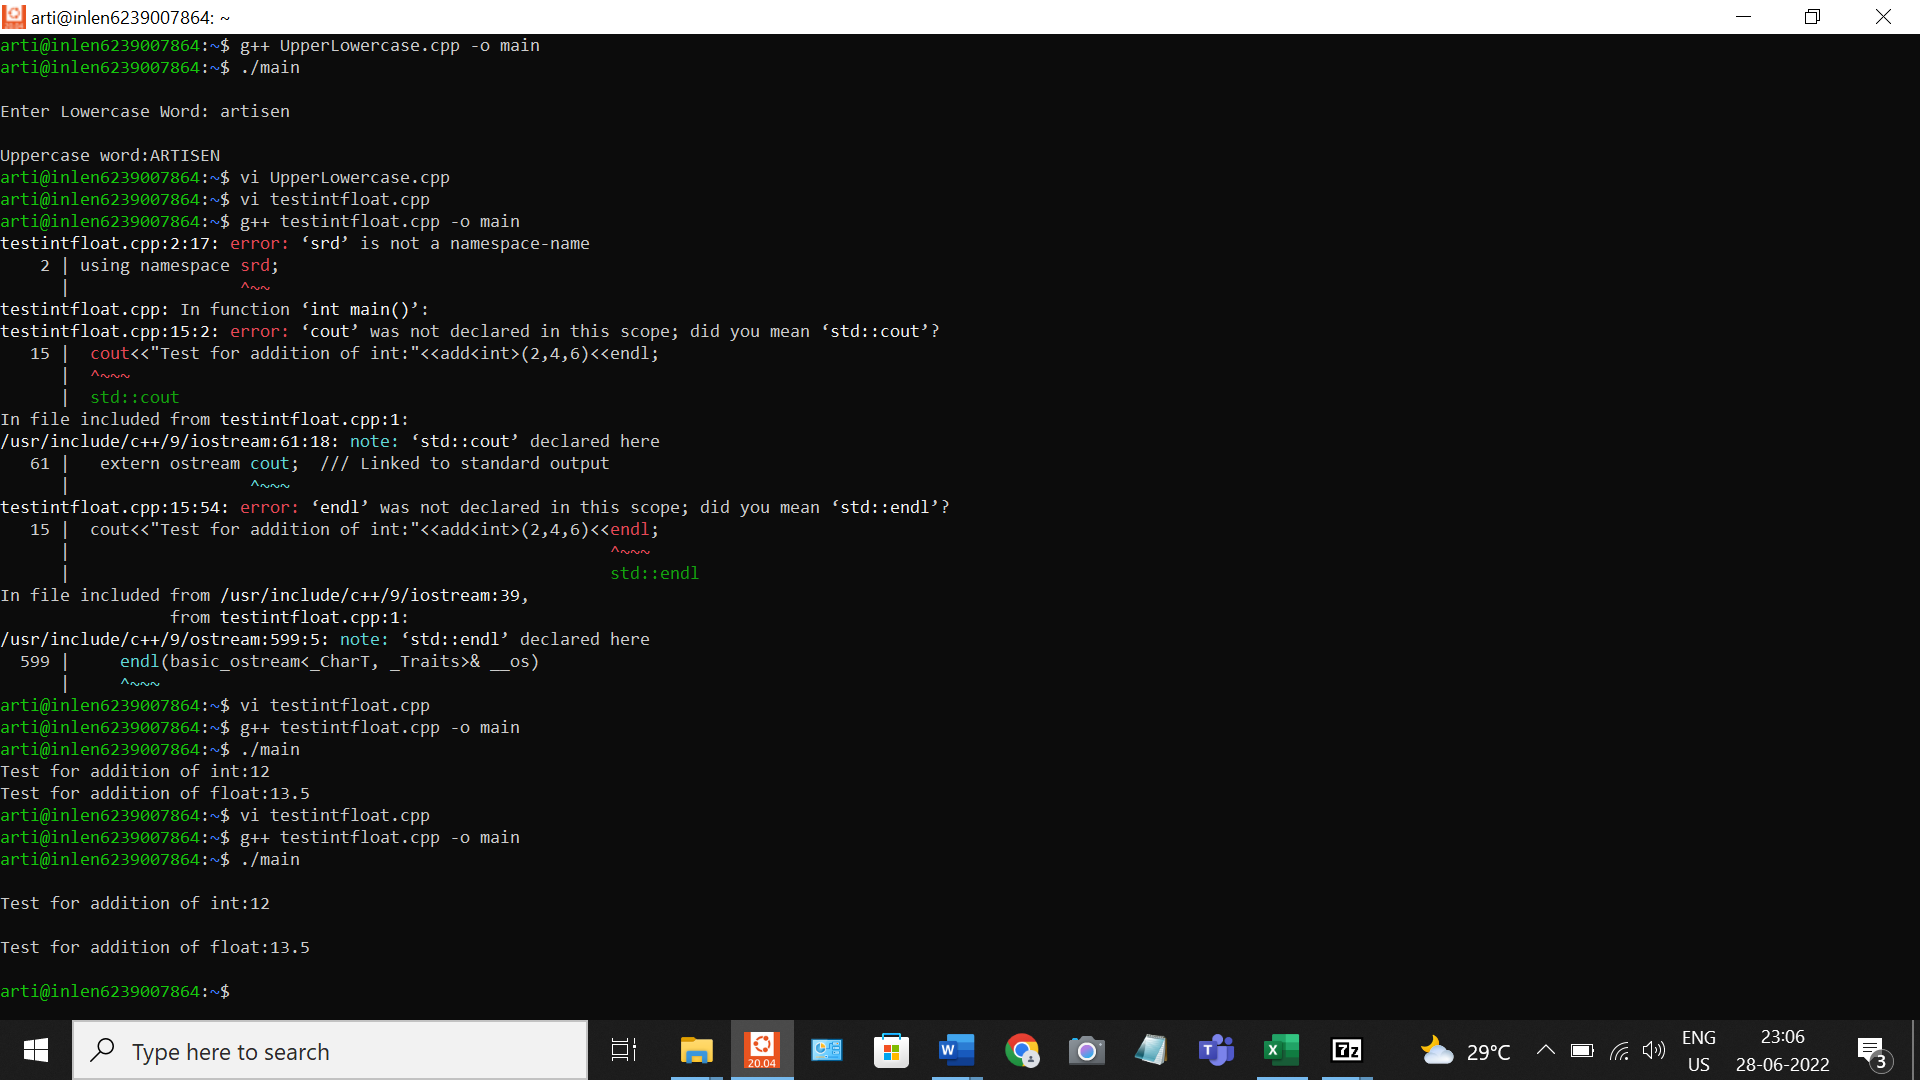 arti@inlen6239007864: ~
arti@inlen6239007864:~$ g++ UpperLowercase.cpp -o main
arti@inlen6239007864:~$ ./main
Enter Lowercase Word: artisen
Uppercase word:ARTISEN
arti@inlen6239007864:~$ vi UpperLowercase.cpp
arti@inlen6239007864:~$ vi testintfloat.cpp
arti@inlen6239007864:~$ g++ testintfloat.cpp -o main
testintfloat.cpp:2:17: error: ‘srd’ is not a namespace-name
    2 | using namespace srd;
      |                 ^~~
testintfloat.cpp: In function ‘int main()’:
testintfloat.cpp:15:2: error: ‘cout’ was not declared in this scope; did you mean ‘std::cout’?
   15 |  cout<<"Test for addition of int:"<<add<int>(2,4,6)<<endl;
      |  ^~~~
      |  std::cout
In file included from testintfloat.cpp:1:
/usr/include/c++/9/iostream:61:18: note: ‘std::cout’ declared here
   61 |   extern ostream cout;  /// Linked to standard output
      |                  ^~~~
testintfloat.cpp:15:54: error: ‘endl’ was not declared in this scope; did you mean ‘std::endl’?
   15 |  cout<<"Test for addition of int:"<<add<int>(2,4,6)<<endl;
      |                                                      ^~~~
      |                                                      std::endl
In file included from /usr/include/c++/9/iostream:39,
                 from testintfloat.cpp:1:
/usr/include/c++/9/ostream:599:5: note: ‘std::endl’ declared here
  599 |     endl(basic_ostream<_CharT, _Traits>& __os)
      |     ^~~~
arti@inlen6239007864:~$ vi testintfloat.cpp
arti@inlen6239007864:~$ g++ testintfloat.cpp -o main
arti@inlen6239007864:~$ ./main
Test for addition of int:12
Test for addition of float:13.5
arti@inlen6239007864:~$ vi testintfloat.cpp
arti@inlen6239007864:~$ g++ testintfloat.cpp -o main
arti@inlen6239007864:~$ ./main
Test for addition of int:12
Test for addition of float:13.5
arti@inlen6239007864:~$
Type here to search
20.04
W
T
X
7z
29°C
ENG
US
23:06
28-06-2022
3